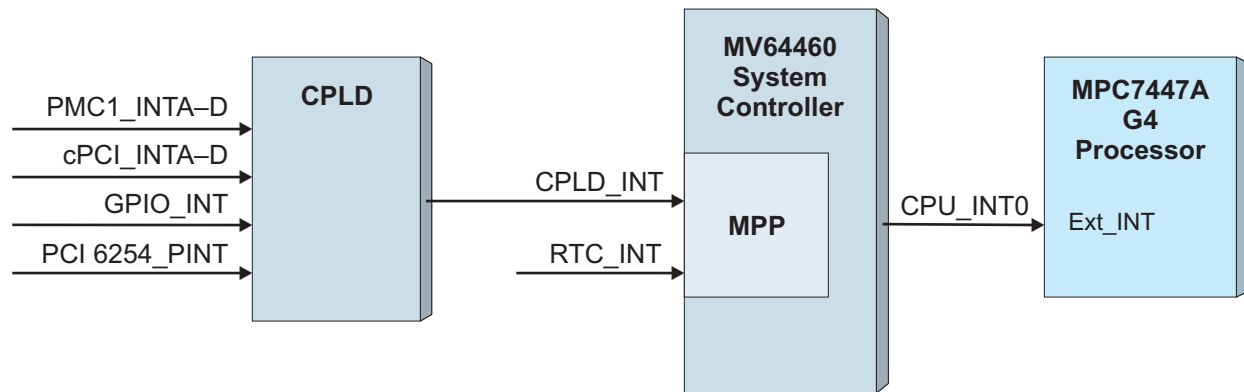 PMC1_INTA–D
cPCI_INTA–D
GPIO_INT
PCI 6254_PINT
CPLD
CPLD_INT
RTC_INT
MV64460
System
Controller
MPP
CPU_INT0
MPC7447A
G4
Processor
Ext_INT